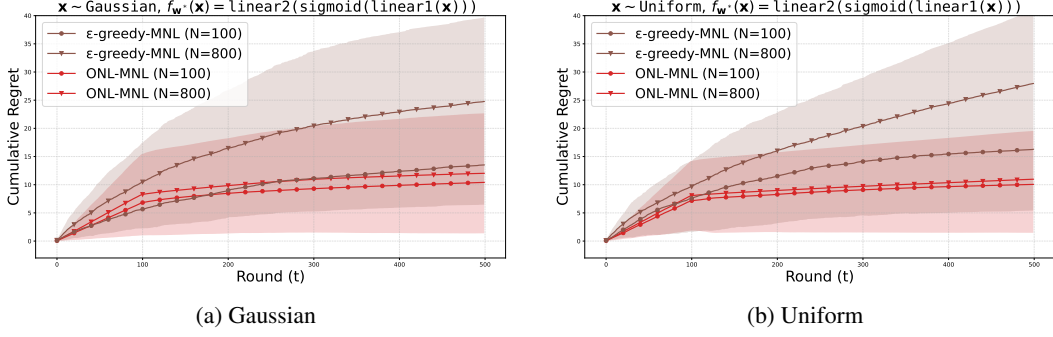 x ~ Gaussian, f_w*(x) = linear2(sigmoid(linear1(x)))
40
35
30
25
20
15
10
5
0
Cumulative Regret
ε-greedy-MNL (N=100)
ε-greedy-MNL (N=800)
ONL-MNL (N=100)
ONL-MNL (N=800)
0 100 200 300 400 500
Round (t)
(a) Gaussian
x ~ Uniform, f_w*(x) = linear2(sigmoid(linear1(x)))
40
35
30
25
20
15
10
5
0
Cumulative Regret
ε-greedy-MNL (N=100)
ε-greedy-MNL (N=800)
ONL-MNL (N=100)
ONL-MNL (N=800)
0 100 200 300 400 500
Round (t)
(b) Uniform